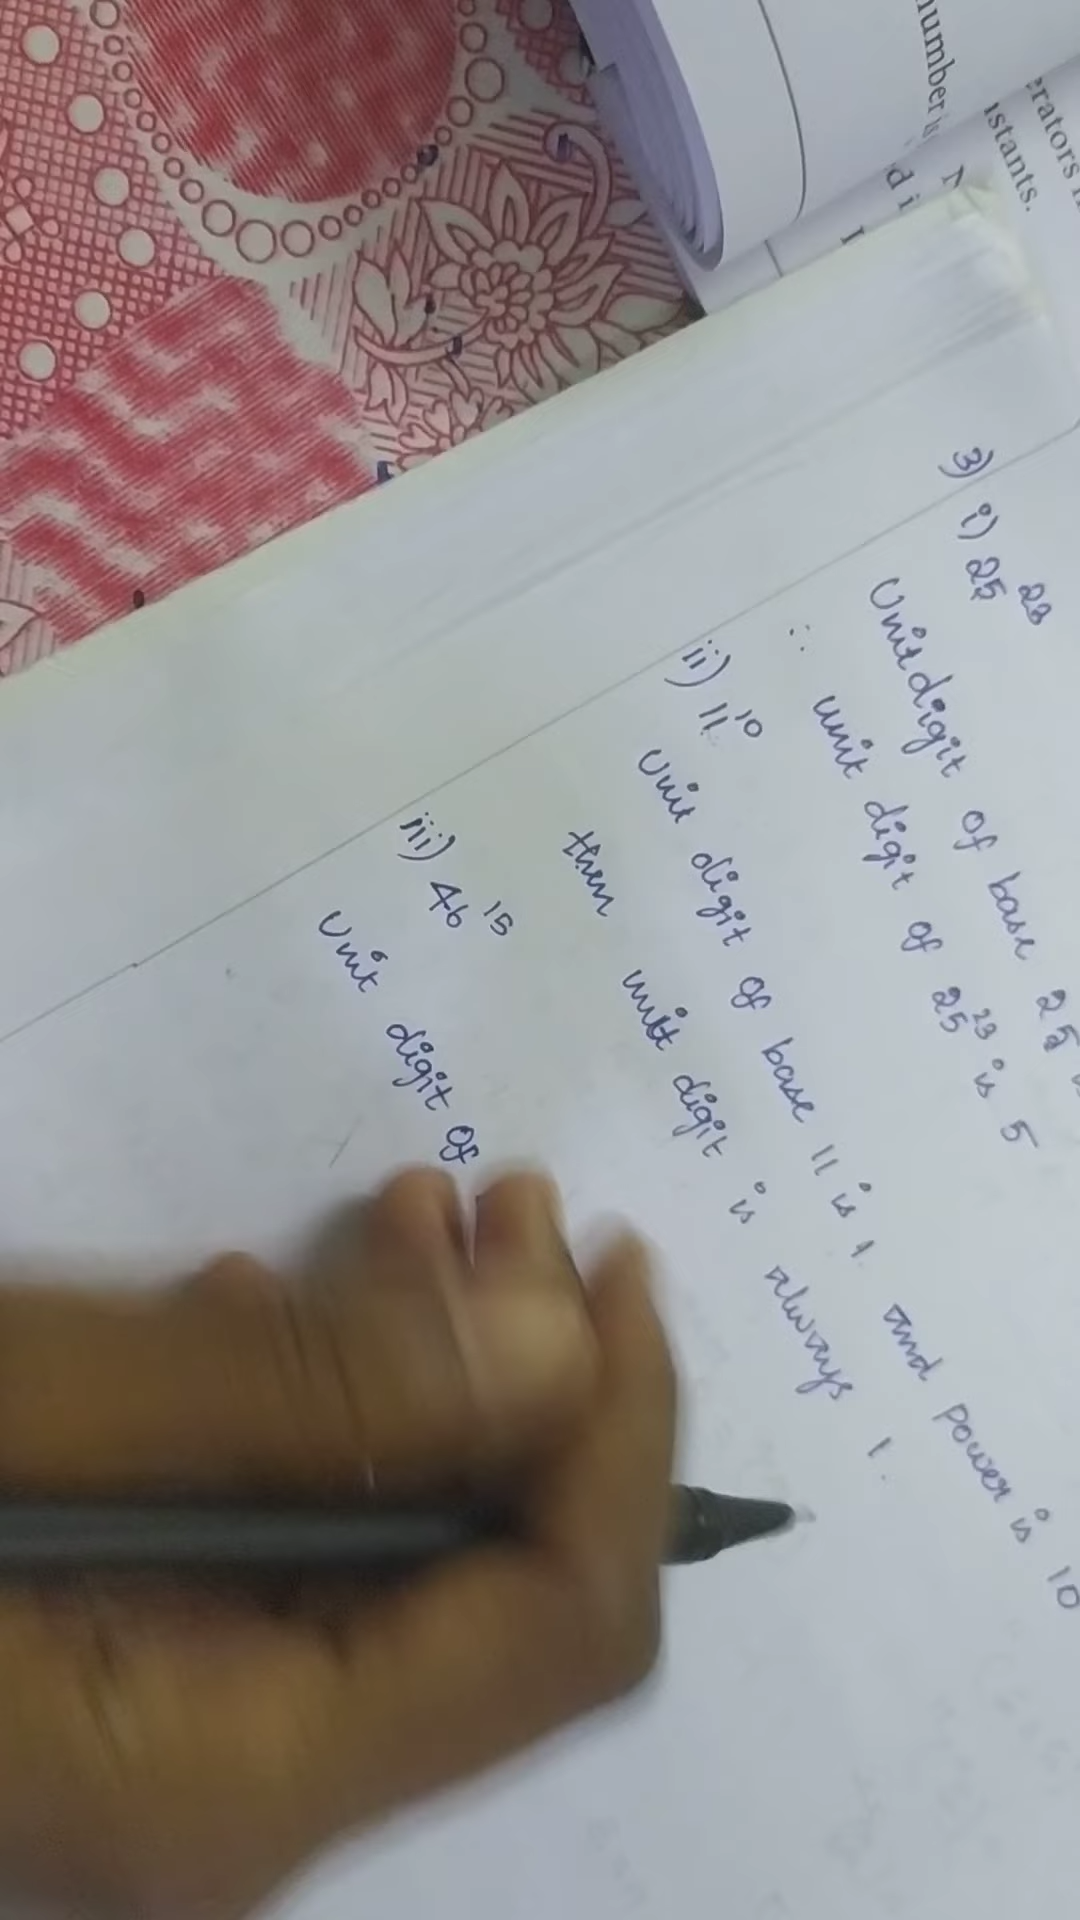 number is
erators
istants.
d i
3) i) 25^23
Unit digit of base 25
∴ unit digit of 25^23 is 5
ii) 11^10
Unit digit of base 11 is 1 and power is 10
then unit digit is always 1.
iii) 46^15
Unit digit of